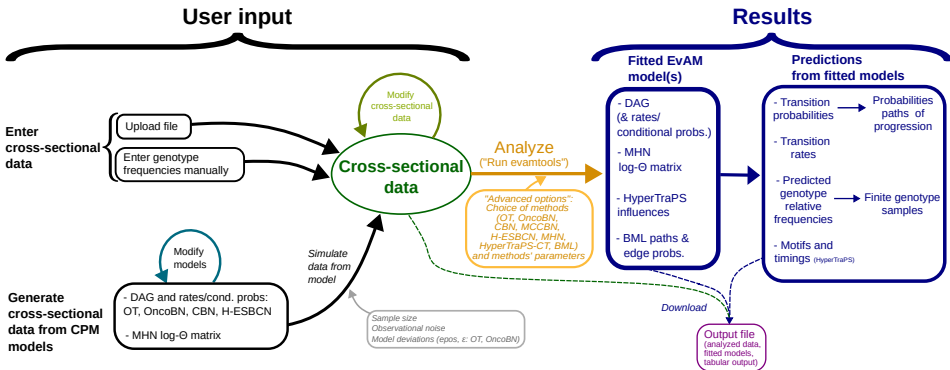 User input
Results
Enter
cross-sectional
data
Upload file
Enter genotype
frequencies manually
Modify
cross-sectional
data
Cross-sectional
data
Analyze
("Run evamtools")
"Advanced options":
Choice of methods
(OT, OncoBN,
CBN, MCCBN,
H-ESBCN, MHN,
HyperTraPS-CT, BML)
and methods' parameters
Fitted EvAM
model(s)
- DAG
(& rates/
conditional probs.)
- MHN
log-Θ matrix
- HyperTraPS
influences
- BML paths &
edge probs.
Predictions
from fitted models
- Transition
probabilities
Probabilities
paths of
progression
- Transition
rates
- Predicted
genotype
relative
frequencies
Finite genotype
samples
- Motifs and
timings (HyperTraPS)
Generate
cross-sectional
data from CPM
models
Modify
models
- DAG and rates/cond. probs:
OT, OncoBN, CBN, H-ESBCN
- MHN log-Θ matrix
Simulate
data from
model
Sample size
Observational noise
Model deviations (epos, ε: OT, OncoBN)
Download
Output file
(analyzed data,
fitted models,
tabular output)